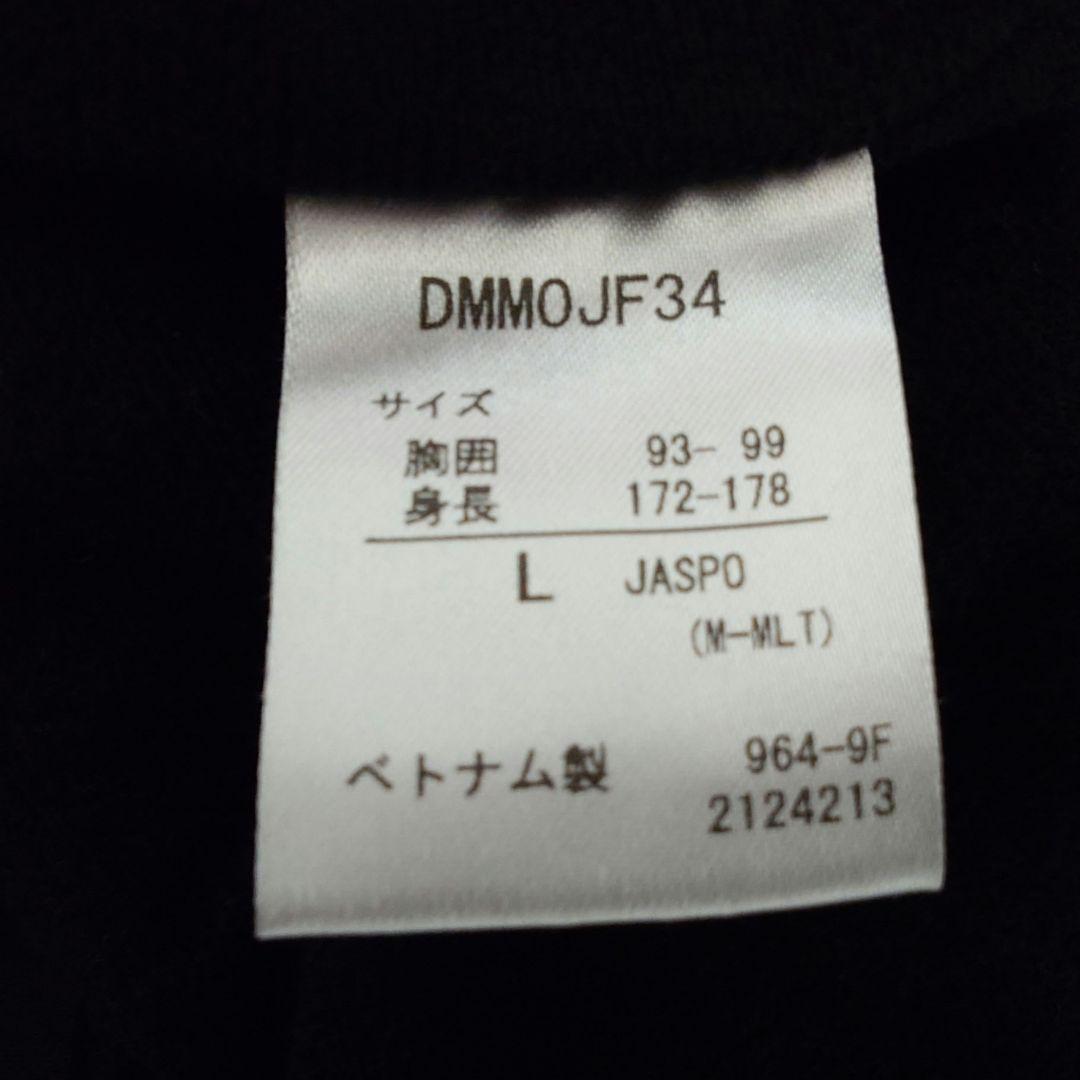 DMMOJF34
サイズ
胸囲 93- 99
身長 172-178
L JASPO
(M-MLT)
ベトナム製 964-9F
2124213